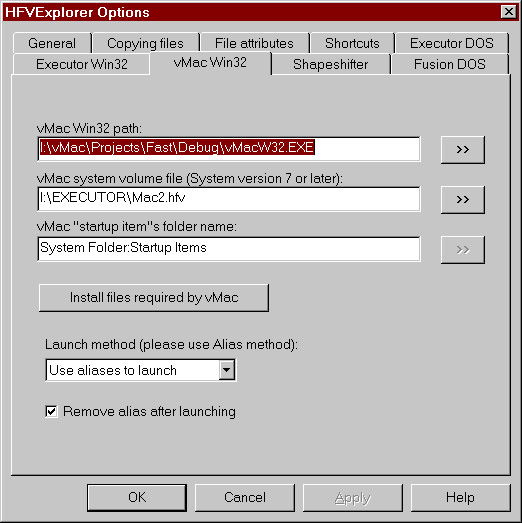 HFVExplorer Options
General
Copying files
File attributes
Shortcuts
Executor DOS
Executor Win32
vMac Win32
Shapeshifter
Fusion DOS
vMac Win32 path:
I:\vMac\Projects\Fast\Debug\vMacW32.EXE
>>
vMac system volume file (System version 7 or later):
I:\EXECUTOR\Mac2.hfv
>>
vMac "startup item"s folder name:
System Folder:Startup Items
>>
Install files required by vMac
Launch method (please use Alias method):
Use aliases to launch
Remove alias after launching
OK
Cancel
Apply
Help